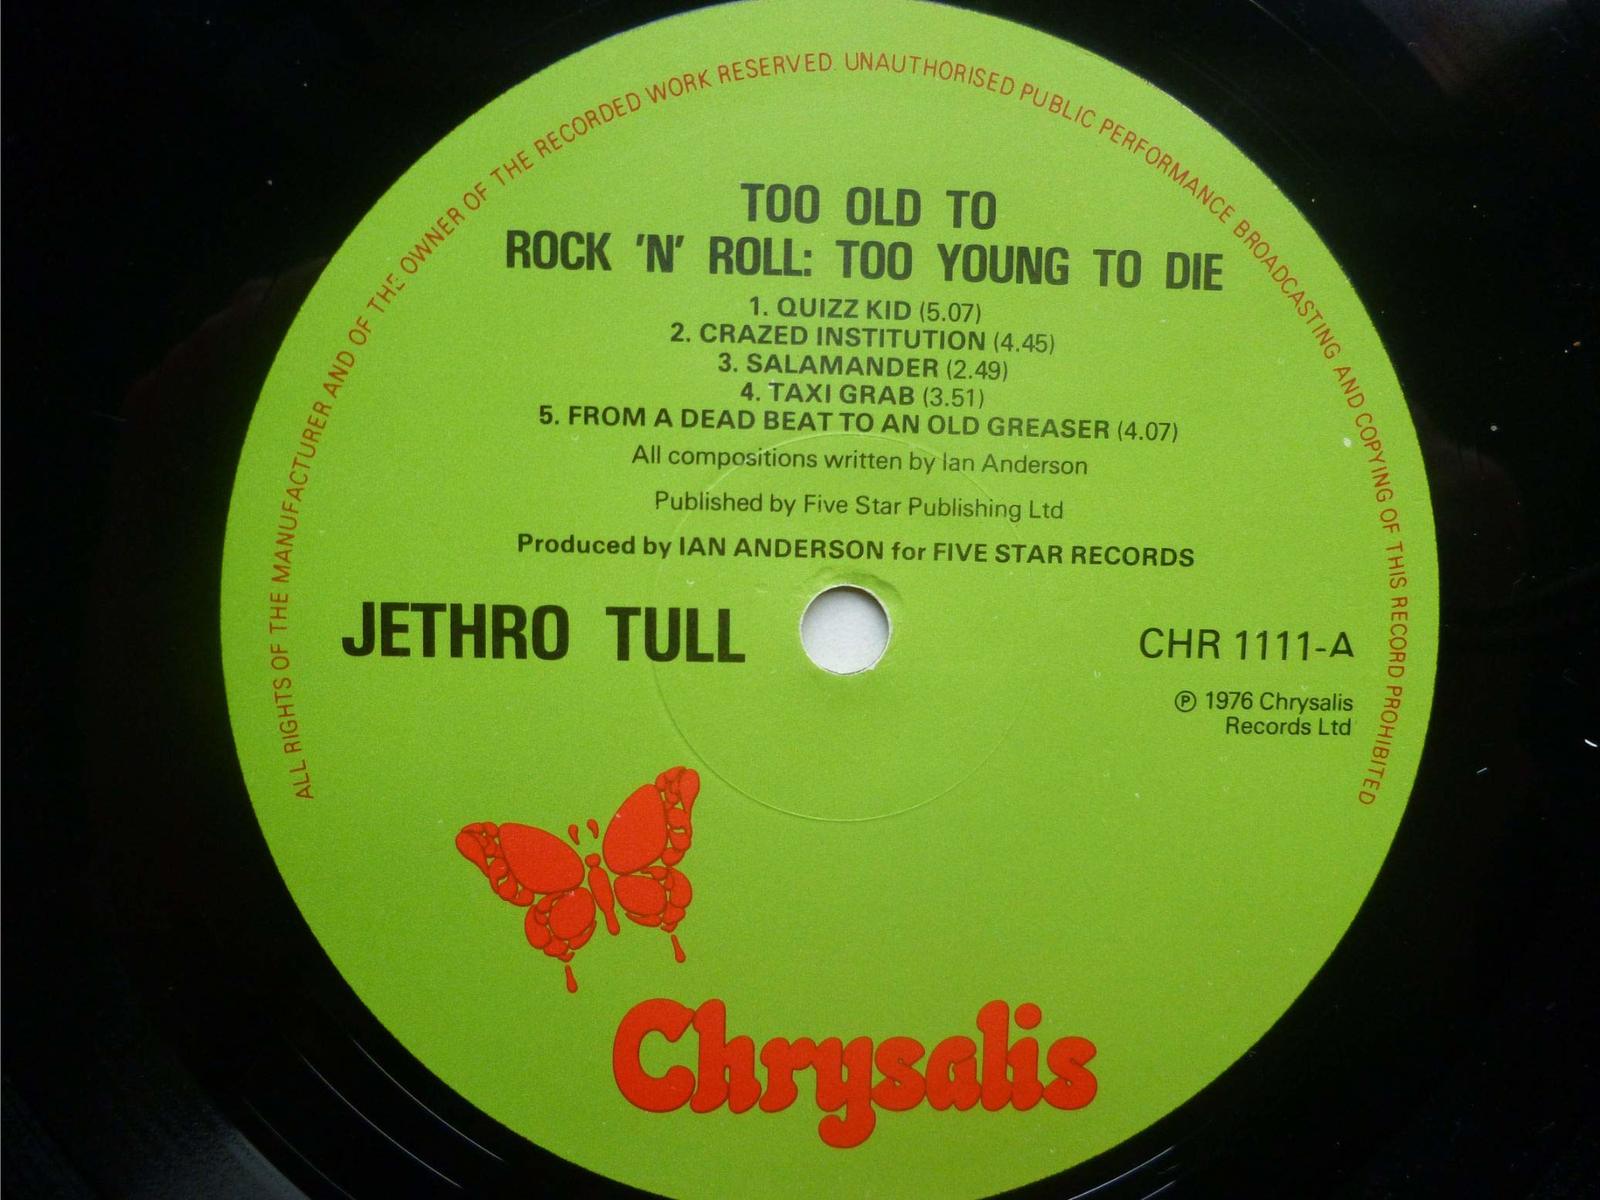 ALL RIGHTS OF THE MANUFACTURER AND OF THE OWNER OF THE RECORDED WORK RESERVED. UNAUTHORISED PUBLIC PERFORMANCE BROADCASTING AND COPYING OF THIS RECORD PROHIBITED
TOO OLD TO
ROCK 'N' ROLL: TOO YOUNG TO DIE
1. QUIZZ KID (5.07)
2. CRAZED INSTITUTION (4.45)
3. SALAMANDER (2.49)
4. TAXI GRAB (3.51)
5. FROM A DEAD BEAT TO AN OLD GREASER (4.07)
All compositions written by Ian Anderson
Published by Five Star Publishing Ltd
Produced by IAN ANDERSON for FIVE STAR RECORDS
JETHRO TULL
CHR 1111-A
℗ 1976 Chrysalis
Records Ltd
Chrysalis